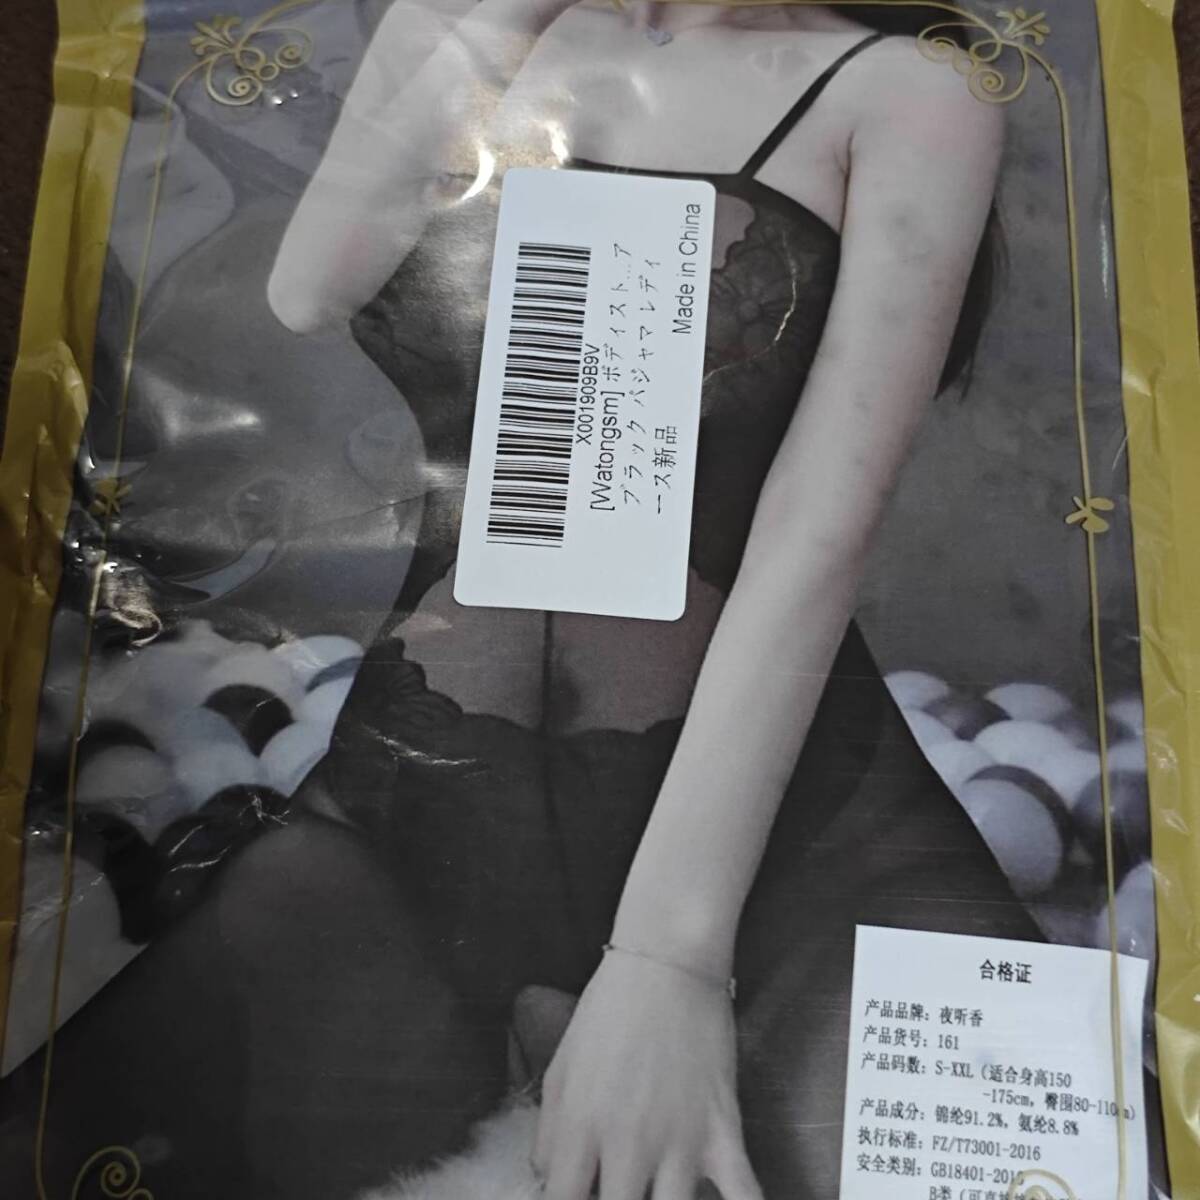 X001909B9V
[Watongsm] ボディスト...ア
ブラック パジャマ レディ
ース新品
Made in China
合格证
产品品牌：夜听香
产品货号：161
产品码数：S-XXL（适合身高150
-175cm，臀围80-110cm）
产品成分：锦纶91.2%，氨纶8.8%
执行标准：FZ/T73001-2016
安全类别：GB18401-2010
B类